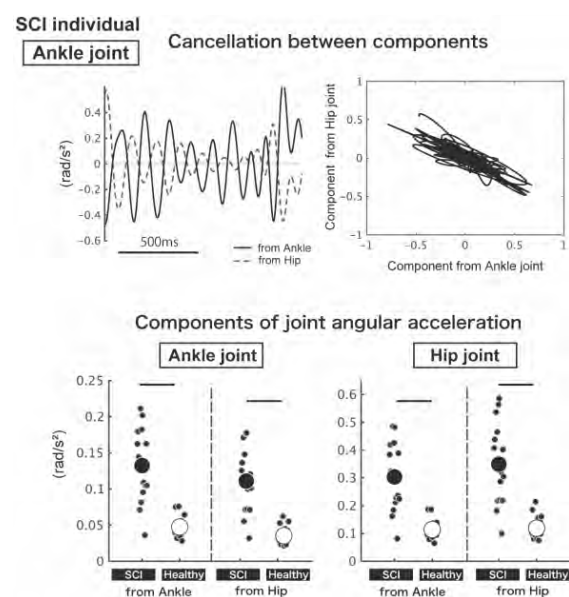 SCI individual
Ankle joint
Cancellation between components
0.4
0.2
0
-0.2
-0.4
-0.6
(rad/s²)
500ms
from Ankle
from Hip
1
0.5
0
-0.5
-1
Component from Hip joint
-1 -0.5 0 0.5 1
Component from Ankle joint
Components of joint angular acceleration
Ankle joint
0.25
0.2
0.15
0.1
0.05
0
(rad/s²)
SCI Healthy SCI Healthy
from Ankle from Hip
Hip joint
0.6
0.5
0.4
0.3
0.2
0.1
0
SCI Healthy SCI Healthy
from Ankle from Hip